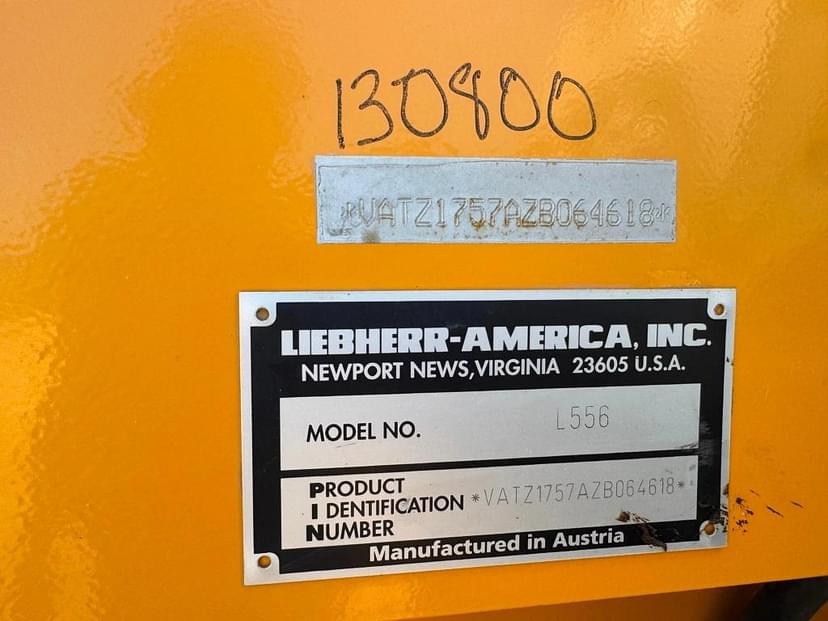 130800
*VATZ1757AZB064618*
LIEBHERR-AMERICA, INC.
NEWPORT NEWS, VIRGINIA 23605 U.S.A.
MODEL NO. L556
PRODUCT
IDENTIFICATION *VATZ1757AZB064618*
NUMBER
Manufactured in Austria